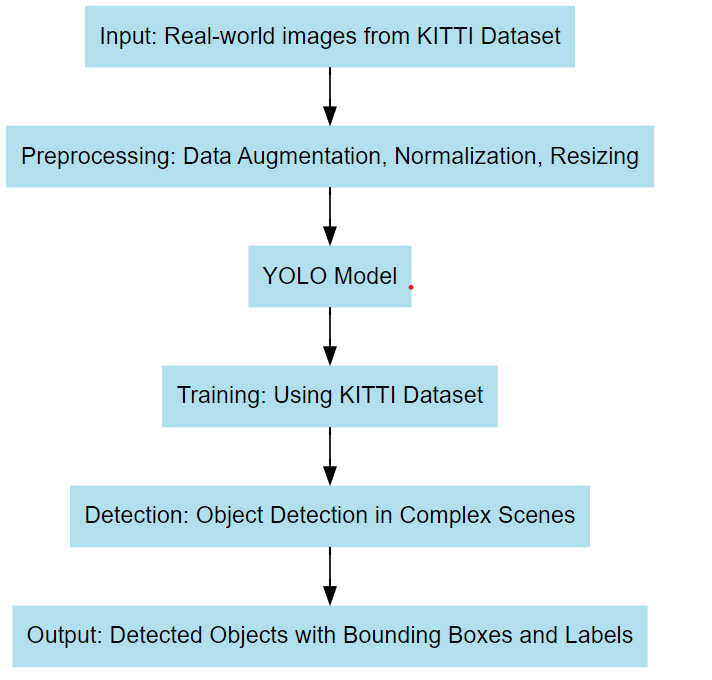 Input: Real-world images from KITTI Dataset
Preprocessing: Data Augmentation, Normalization, Resizing
YOLO Model
Training: Using KITTI Dataset
Detection: Object Detection in Complex Scenes
Output: Detected Objects with Bounding Boxes and Labels